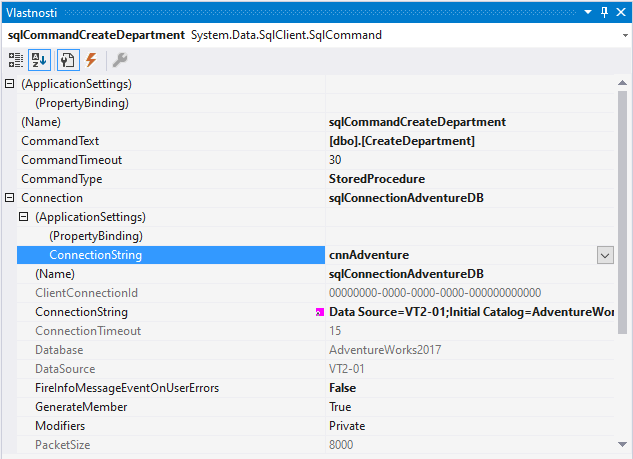 Vlastnosti
sqlCommandCreateDepartment System.Data.SqlClient.SqlCommand
(ApplicationSettings)
(PropertyBinding)
(Name) sqlCommandCreateDepartment
CommandText [dbo].[CreateDepartment]
CommandTimeout 30
CommandType StoredProcedure
Connection sqlConnectionAdventureDB
(ApplicationSettings)
(PropertyBinding)
ConnectionString cnnAdventure
(Name) sqlConnectionAdventureDB
ClientConnectionId 00000000-0000-0000-0000-000000000000
ConnectionString Data Source=VT2-01;Initial Catalog=AdventureWor
ConnectionTimeout 15
Database AdventureWorks2017
DataSource VT2-01
FireInfoMessageEventOnUserErrors False
GenerateMember True
Modifiers Private
PacketSize 8000